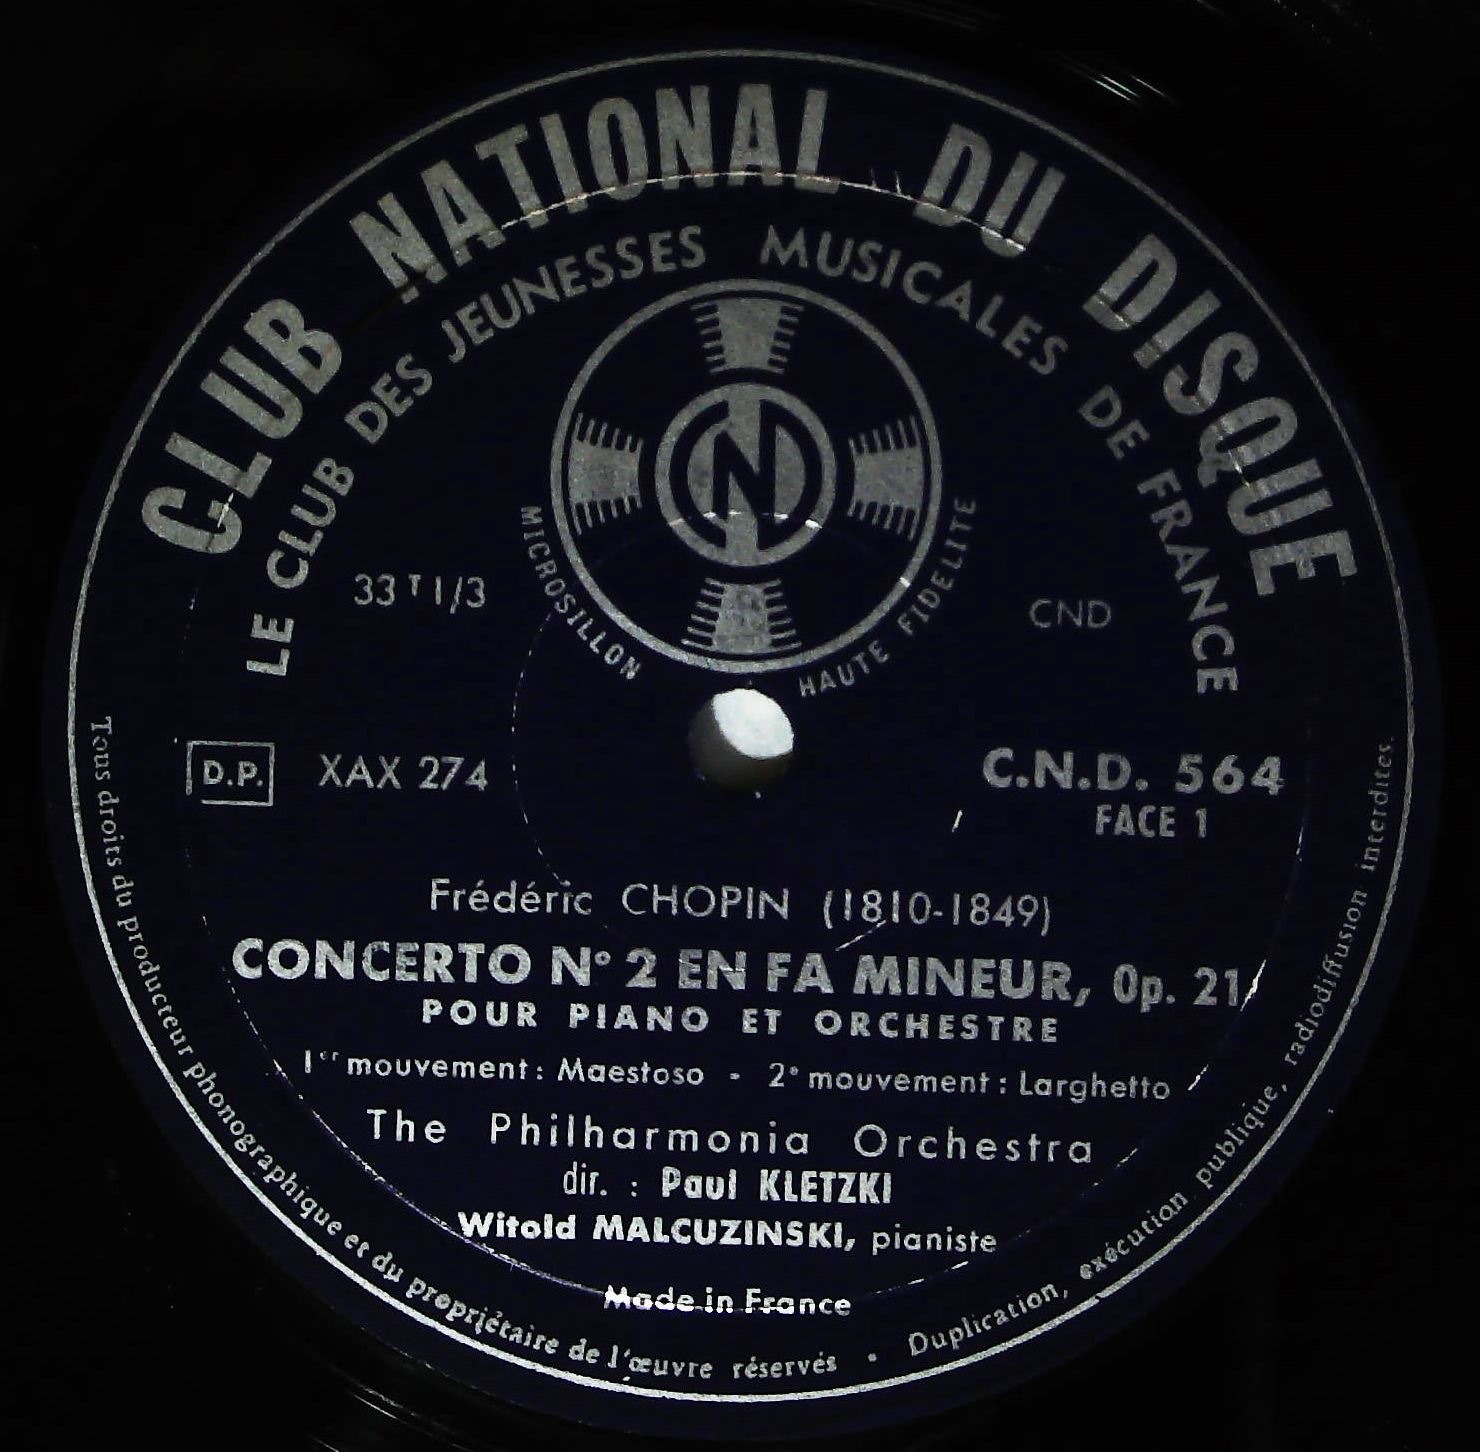 CLUB NATIONAL DU DISQUE
LE CLUB DES JEUNESSES MUSICALES DE FRANCE
N
MICROSILLON HAUTE FIDELITE
33 T 1/3
CND
D.P. XAX 274
C.N.D. 564
FACE 1
Frédéric CHOPIN (1810-1849)
CONCERTO N° 2 EN FA MINEUR, Op. 21
POUR PIANO ET ORCHESTRE
1er mouvement : Maestoso - 2e mouvement : Larghetto
The Philharmonia Orchestra
dir. : Paul KLETZKI
Witold MALCUZINSKI, pianiste
Made in France
Tous droits du producteur phonographique et du propriétaire de l'œuvre réservés • Duplication, exécution publique, radiodiffusion interdites.